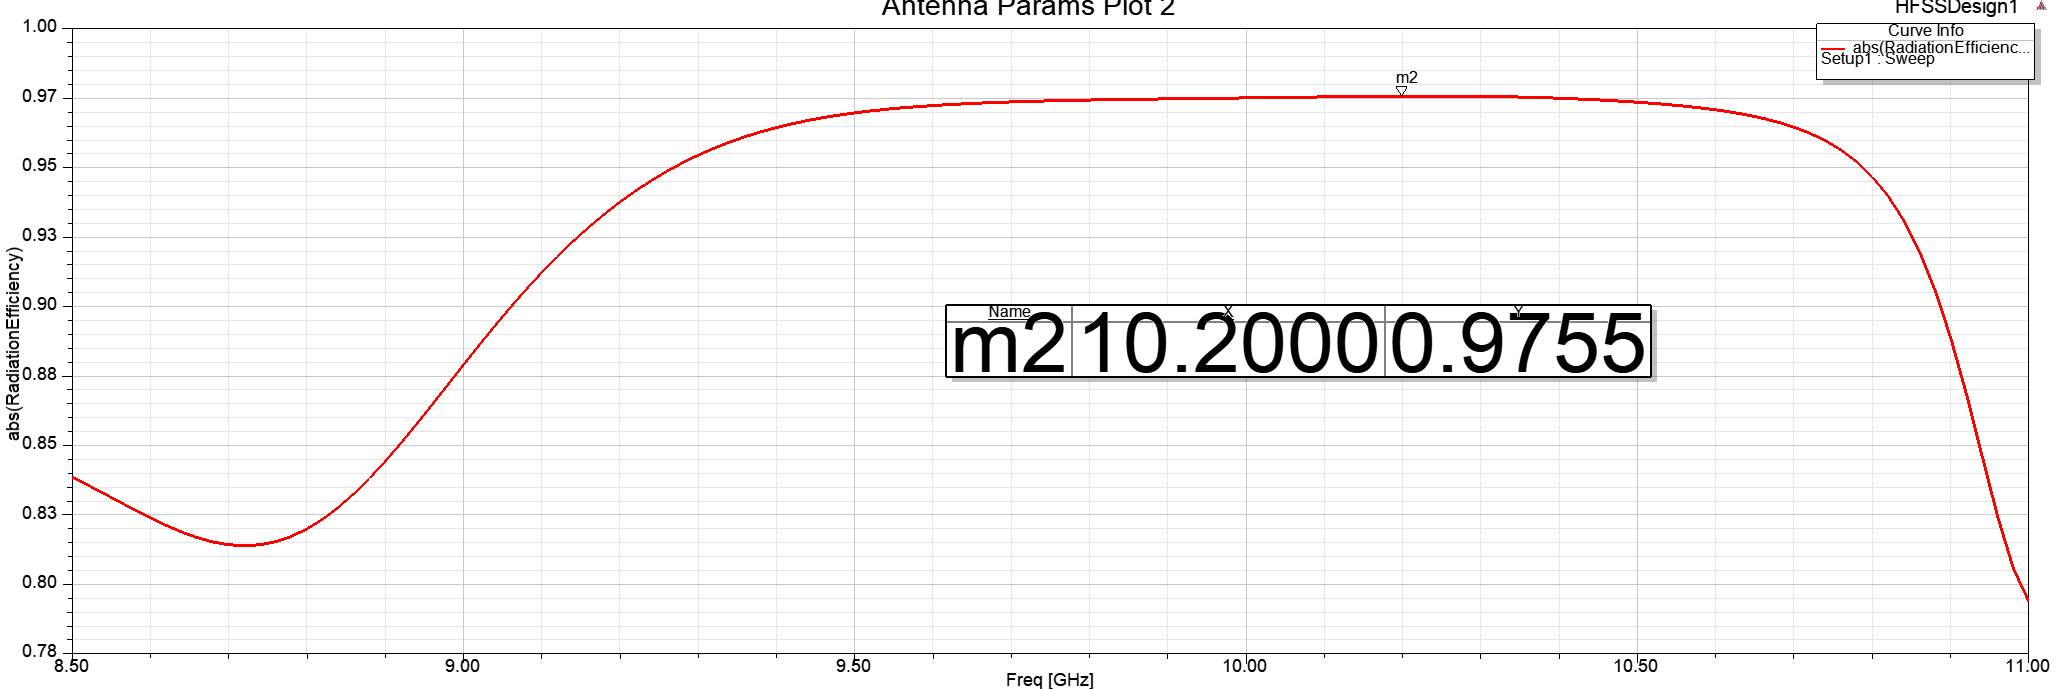 Antenna Params Plot 2
HFSSDesign1
Curve Info
abs(RadiationEfficienc...
Setup1 : Sweep
m2
1.00
0.97
0.95
0.93
0.90
0.88
0.85
0.83
0.80
0.78
abs(RadiationEfficiency)
Name X Y
m2 10.2000 0.9755
8.50 9.00 9.50 10.00 10.50 11.00
Freq [GHz]